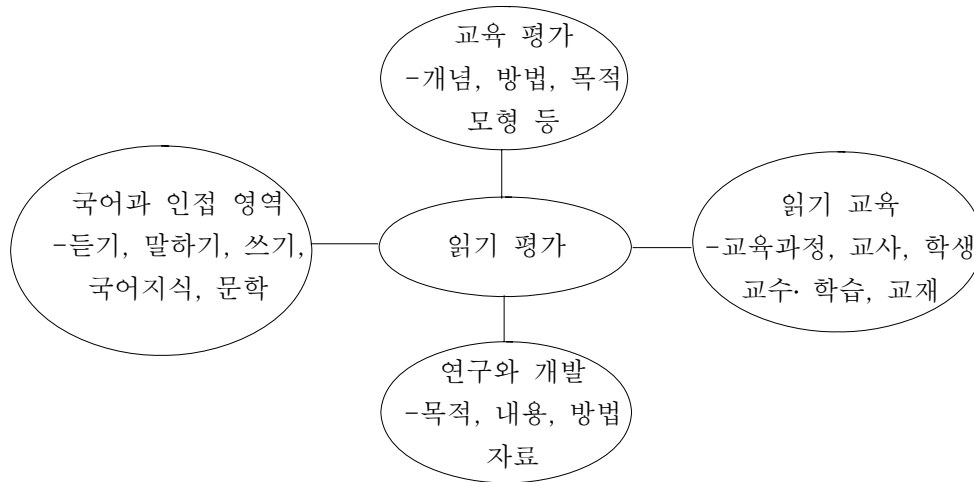 교육 평가
-개념, 방법, 목적
모형 등
국어과 인접 영역
-듣기, 말하기, 쓰기,
국어지식, 문학
읽기 평가
읽기 교육
-교육과정, 교사, 학생
교수· 학습, 교재
연구와 개발
-목적, 내용, 방법
자료